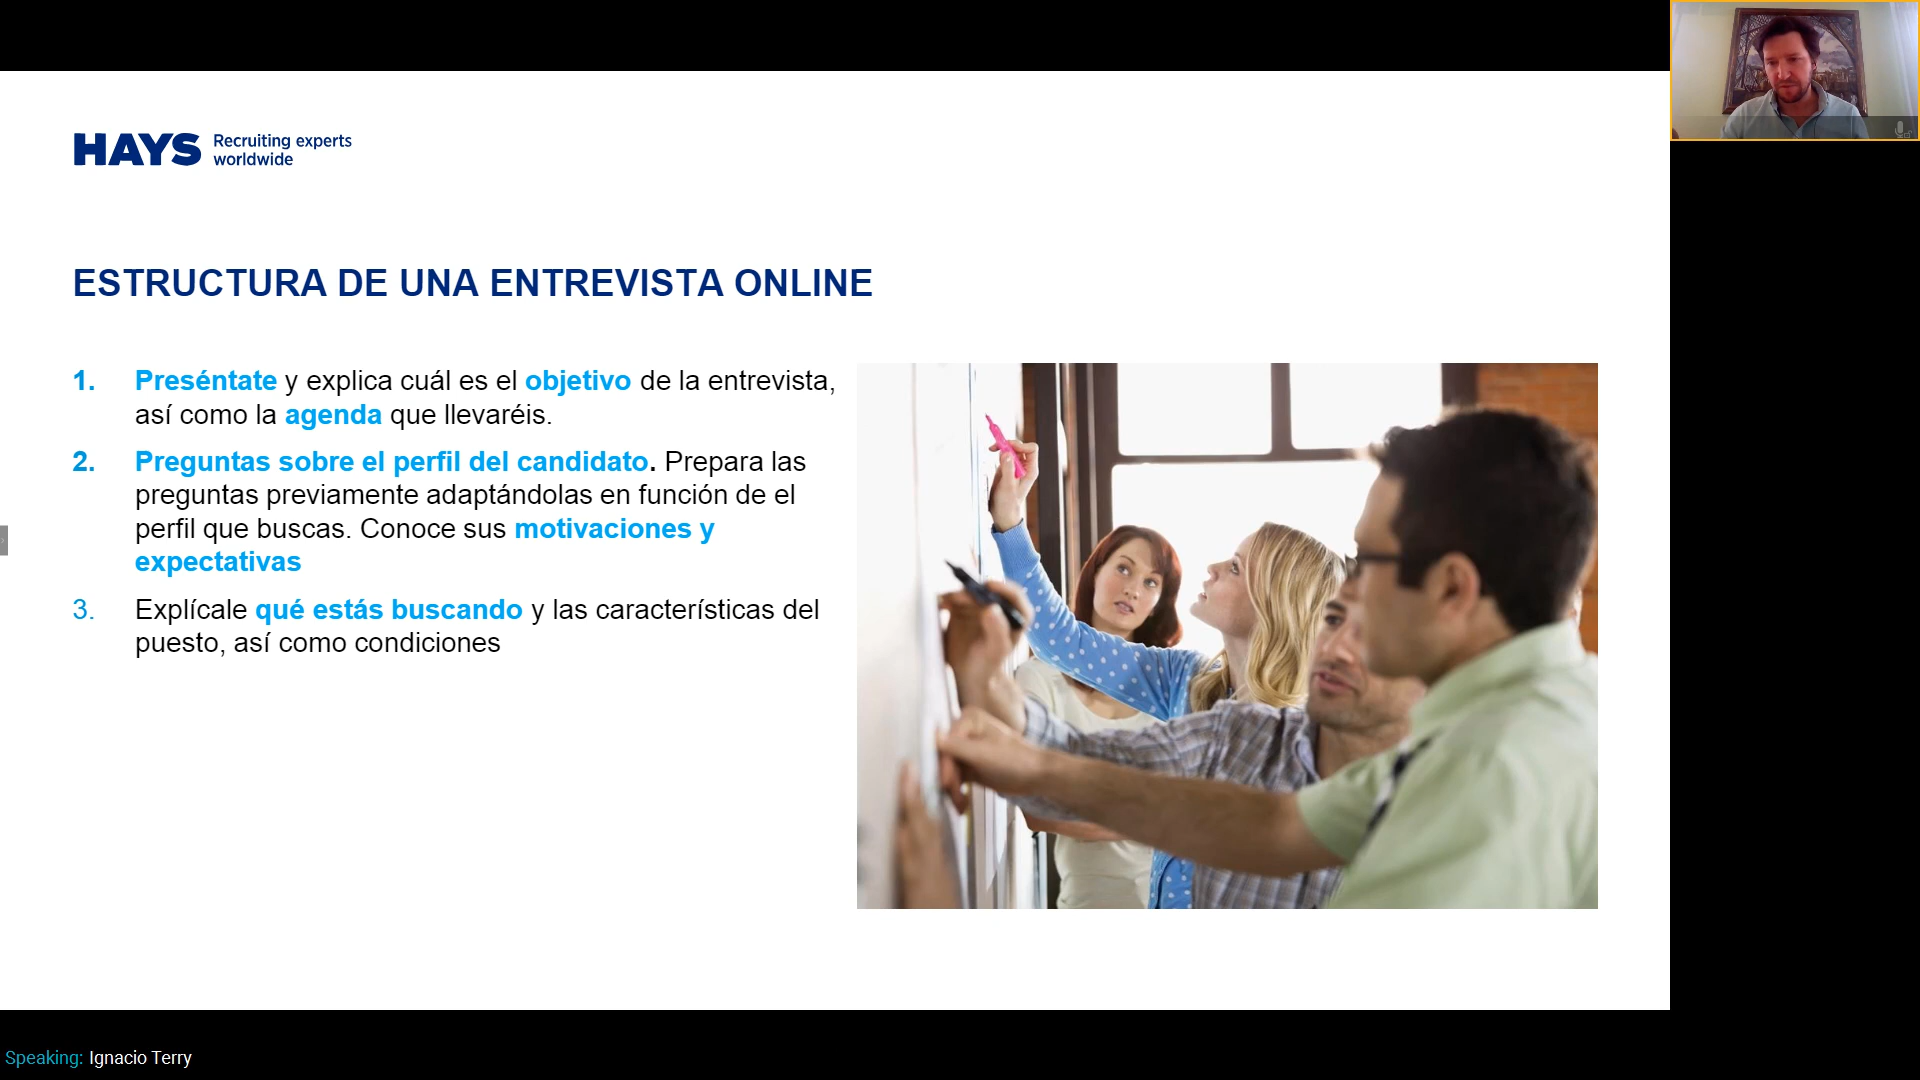 HAYS Recruiting experts
worldwide
ESTRUCTURA DE UNA ENTREVISTA ONLINE
1. Preséntate y explica cuál es el objetivo de la entrevista,
así como la agenda que llevaréis.
2. Preguntas sobre el perfil del candidato. Prepara las
preguntas previamente adaptándolas en función de el
perfil que buscas. Conoce sus motivaciones y
expectativas
3. Explícale qué estás buscando y las características del
puesto, así como condiciones
Speaking: Ignacio Terry